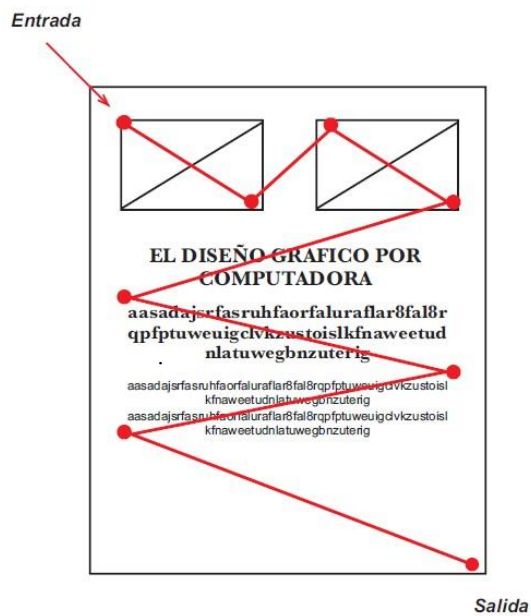 Entrada
EL DISEÑO GRAFICO POR
COMPUTADORA
aasadajsrfasruhfaorfaluraflar8fal8r
qpfptuweuigclvkzustoislkfnaweetud
nlatuwegbnzuterig
aasadajsrfasruhfaorfaluraflar8fal8rqpfptuweuigclvkzustoisl
kfnaweetudnlatuwegbnzuterig
aasadajsrfasruhfaorfaluraflar8fal8rqpfptuweuigclvkzustoisl
kfnaweetudnlatuwegbnzuterig
Salida